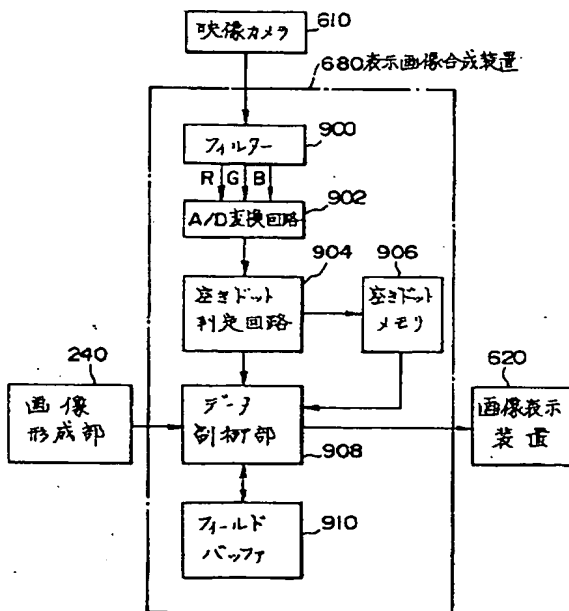 映像カメラ
610
680表示画像合成装置
フィルター
900
R G B
A/D変換回路
902
904
906
空きドット
判定回路
空きドット
メモリ
240
620
画像
形成部
データ
制御部
画像表示
装置
908
フィールド
バッファ
910